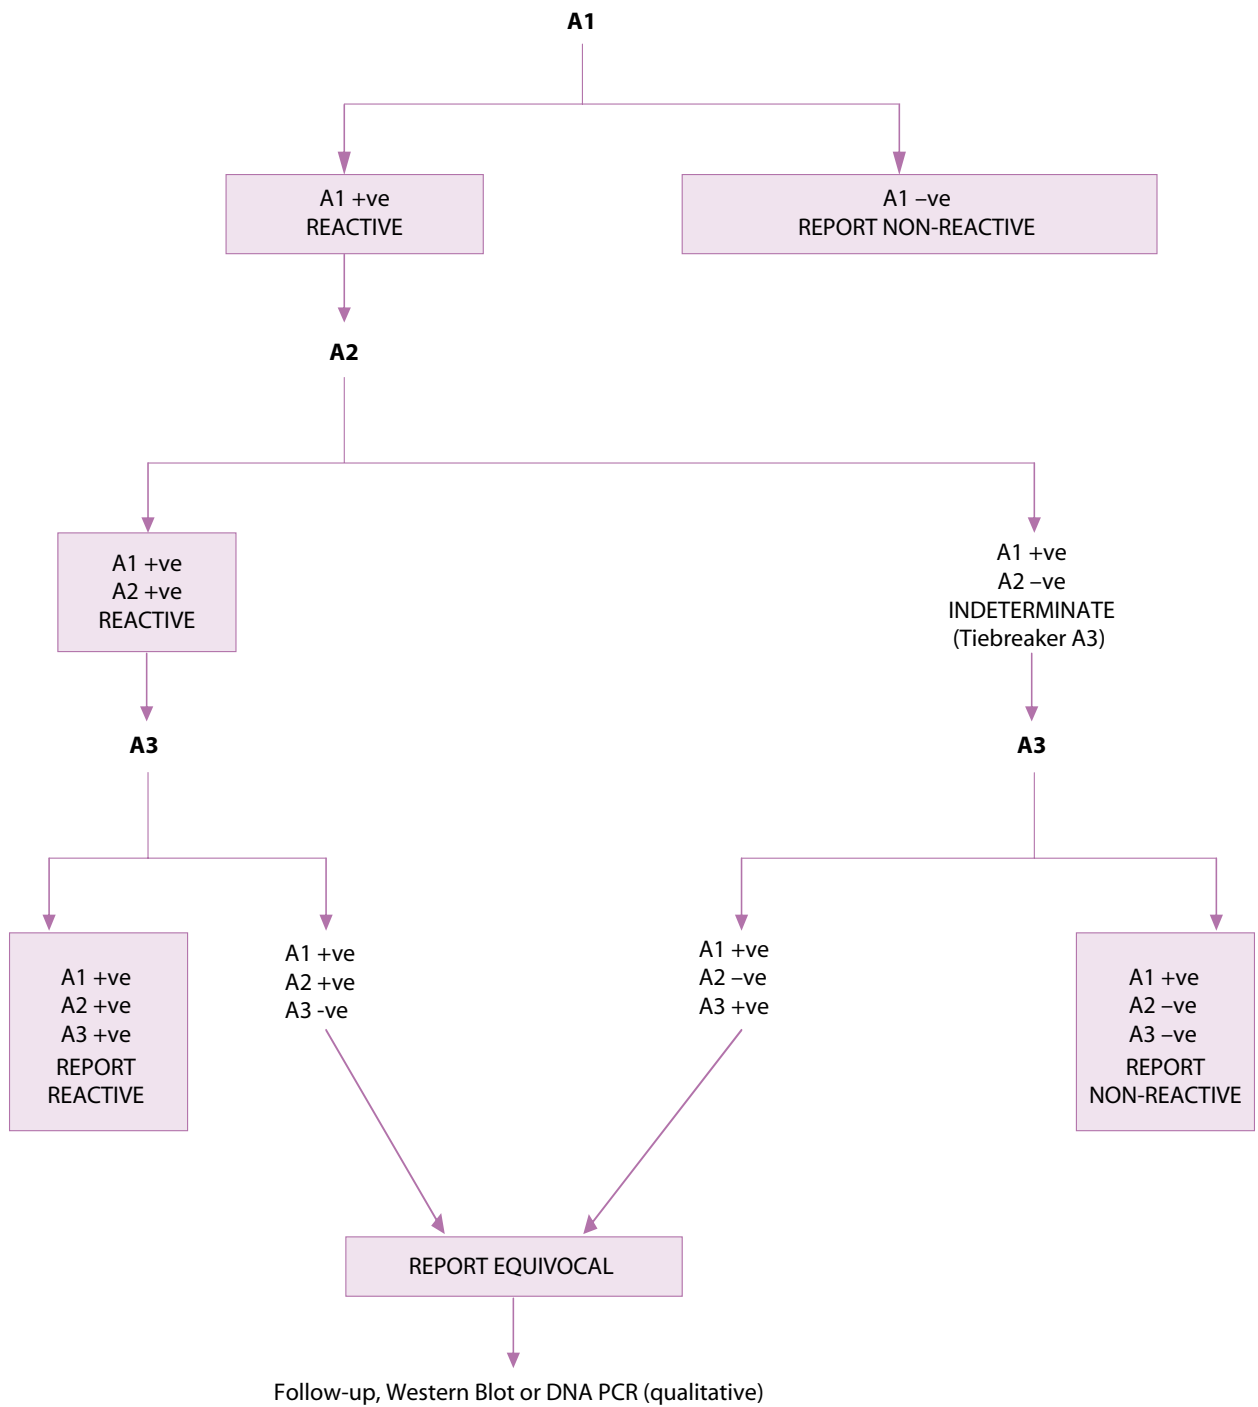 A1
A1 +ve
REACTIVE
A1 –ve
REPORT NON-REACTIVE
A2
A1 +ve
A2 +ve
REACTIVE
A1 +ve
A2 –ve
INDETERMINATE
(Tiebreaker A3)
A3
A3
A1 +ve
A2 +ve
A3 +ve
REPORT
REACTIVE
A1 +ve
A2 +ve
A3 -ve
A1 +ve
A2 –ve
A3 +ve
A1 +ve
A2 –ve
A3 –ve
REPORT
NON-REACTIVE
REPORT EQUIVOCAL
Follow-up, Western Blot or DNA PCR (qualitative)